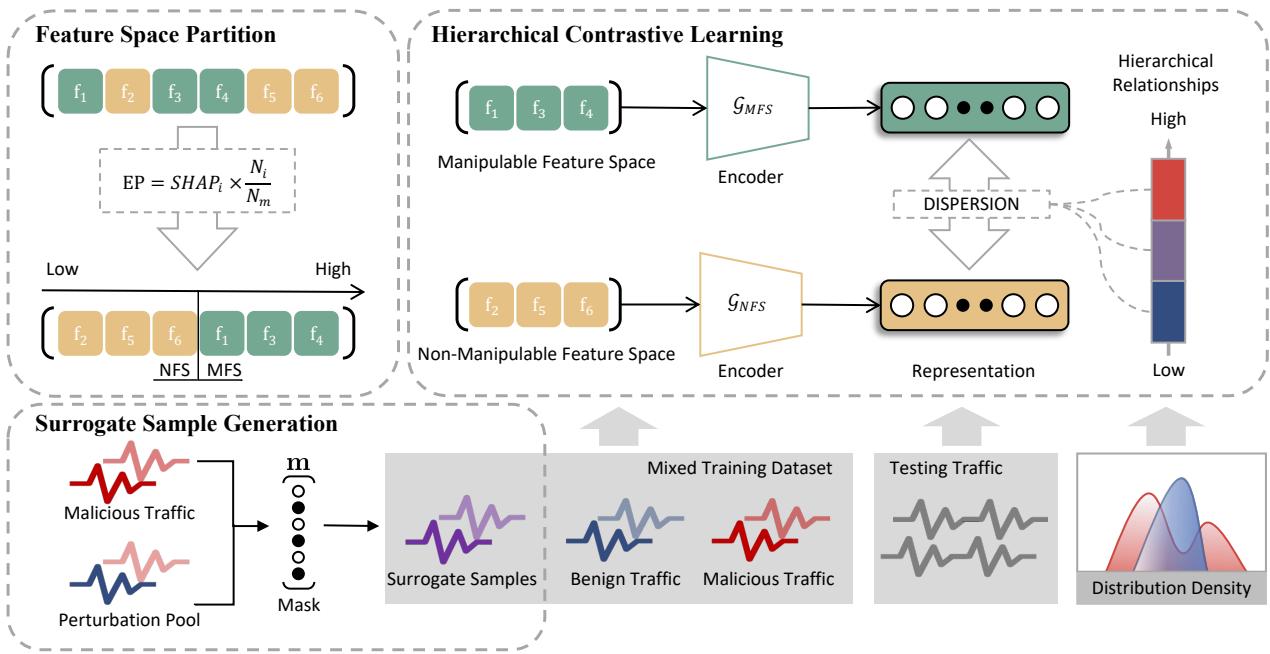 Feature Space Partition
f1 f2 f3 f4 f5 f6
EP = SHAPi × Ni/Nm
Low High
f2 f5 f6 f1 f3 f4
NFS MFS
Hierarchical Contrastive Learning
f1 f3 f4
Manipulable Feature Space
GMFS
Encoder
DISPERSION
f2 f5 f6
Non-Manipulable Feature Space
GNFS
Encoder
Representation
Hierarchical
Relationships
High
Low
Surrogate Sample Generation
Malicious Traffic
Perturbation Pool
m
Mask
Surrogate Samples
Mixed Training Dataset
Benign Traffic
Malicious Traffic
Testing Traffic
Distribution Density